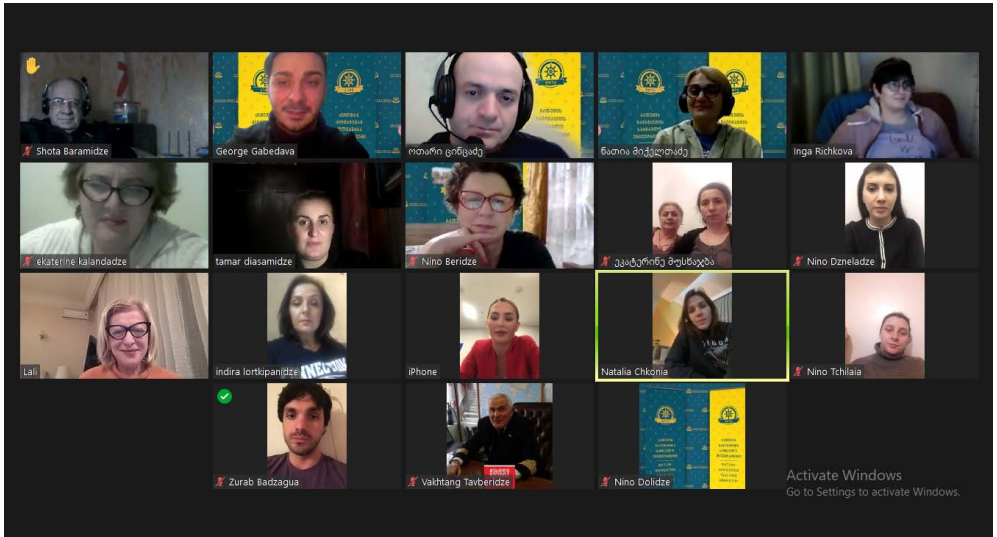 Shota Baramidze
George Gabedava
ოთარი ცინცაძე
ნათია მიქელთაძე
Inga Richkova
ekaterine kalandadze
tamar diasamidze
Nino Beridze
ეკატერინე მუსხაჯბა
Nino Dzneladze
Lali
indira lortkipanidze
iPhone
Natalia Chkonia
Nino Tchilaia
Zurab Badzagua
Vakhtang Tavberidze
Nino Dolidze
Activate Windows
Go to Settings to activate Windows.